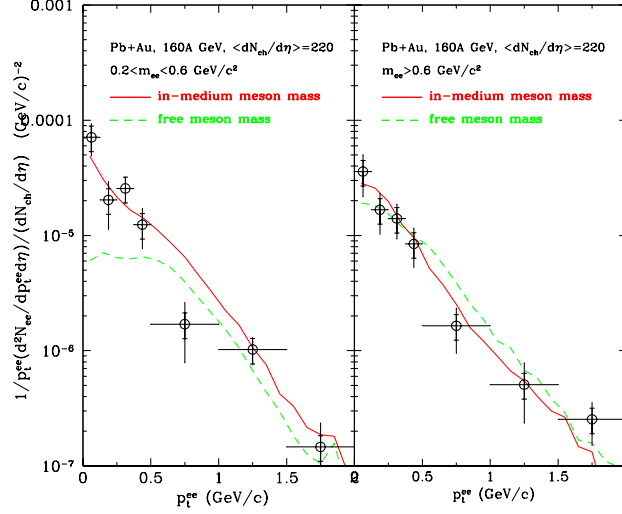 0.001
0.0001
10^-5
10^-6
10^-7
1/p_t^ee(d²N_ee/dp_t^ee dη)/(dN_ch/dη) (GeV/c)^-2
Pb+Au, 160A GeV, <dN_ch/dη>=220
0.2<m_ee<0.6 GeV/c²
in-medium meson mass
free meson mass
0 0.5 1 1.5
p_t^ee (GeV/c)
Pb+Au, 160A GeV, <dN_ch/dη>=220
m_ee>0.6 GeV/c²
in-medium meson mass
free meson mass
0.5 1 1.5
p_t^ee (GeV/c)